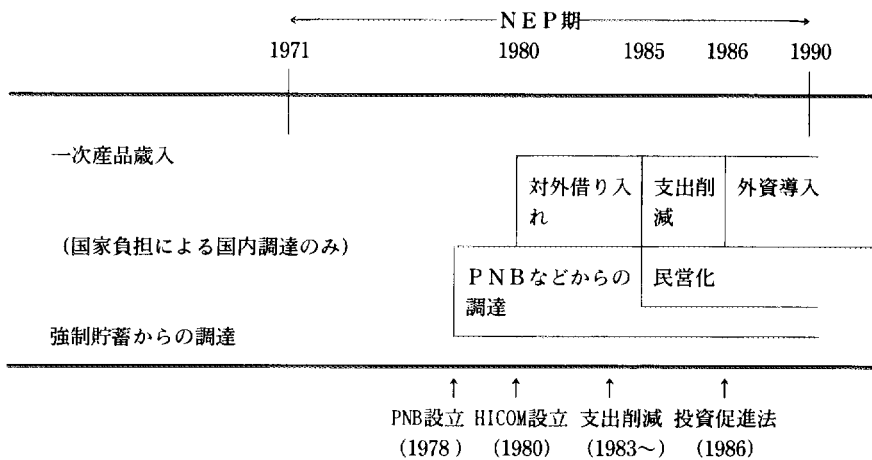 NEP期
1971 1980 1985 1986 1990
一次産品歳入
対外借り入れ
支出削減
外資導入
(国家負担による国内調達のみ)
PNBなどからの調達
民営化
強制貯蓄からの調達
↑ ↑ ↑ ↑
PNB設立 HICOM設立 支出削減 投資促進法
(1978) (1980) (1983~) (1986)